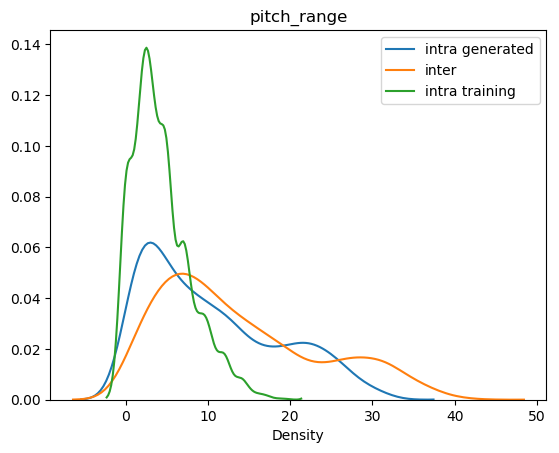 pitch_range
intra generated
inter
intra training
0.14
0.12
0.10
0.08
0.06
0.04
0.02
0.00
0 10 20 30 40 50
Density